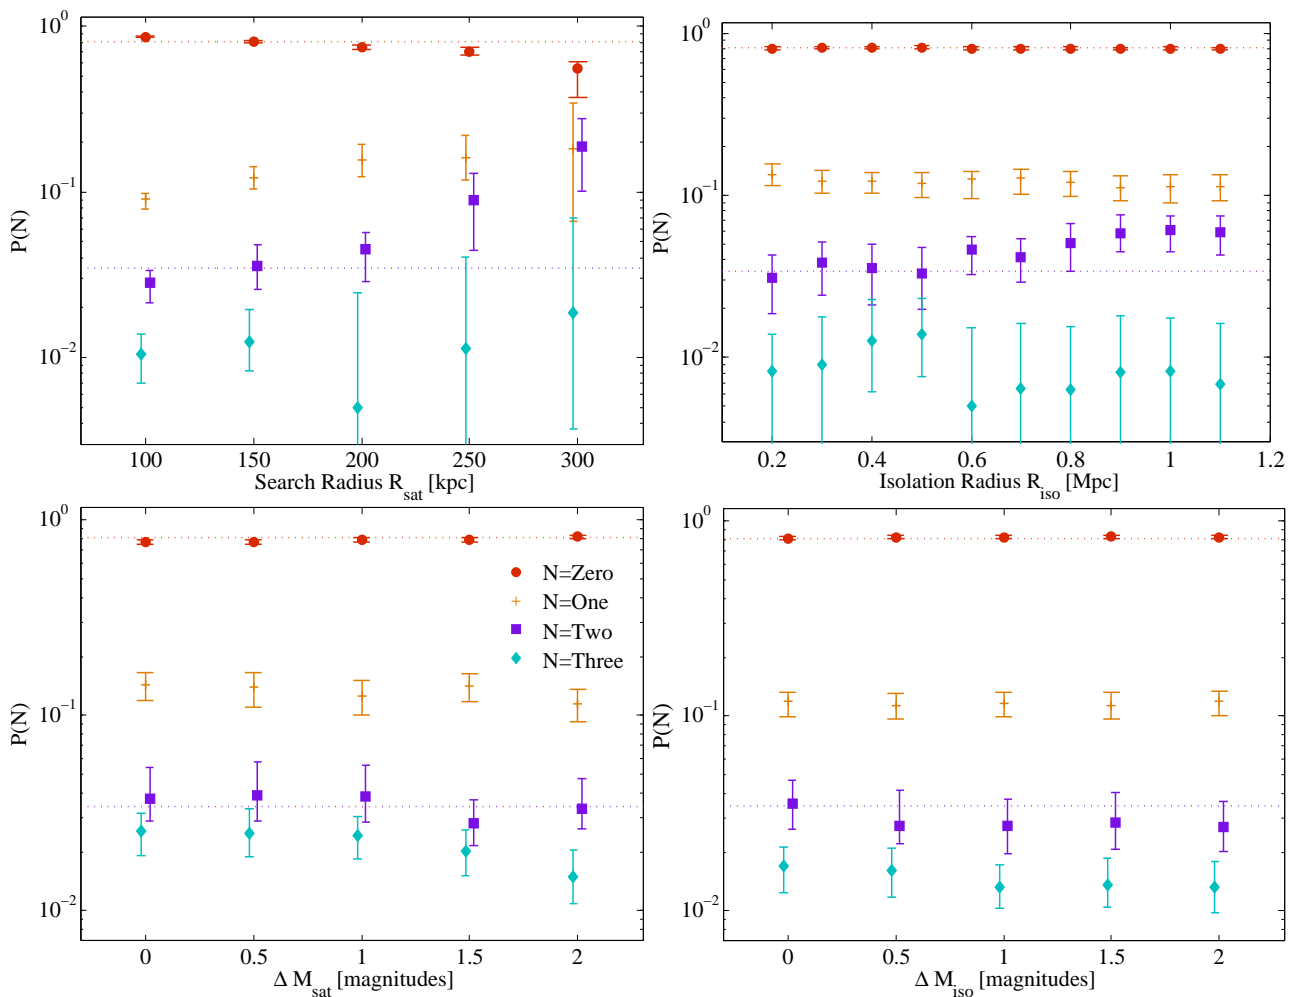 10^0
10^-1
10^-2
P(N)
100 150 200 250 300
Search Radius R_sat [kpc]
10^0
10^-1
10^-2
P(N)
0.2 0.4 0.6 0.8 1 1.2
Isolation Radius R_iso [Mpc]
10^0
10^-1
10^-2
P(N)
N=Zero
N=One
N=Two
N=Three
0 0.5 1 1.5 2
Δ M_sat [magnitudes]
10^0
10^-1
10^-2
P(N)
0 0.5 1 1.5 2
Δ M_iso [magnitudes]